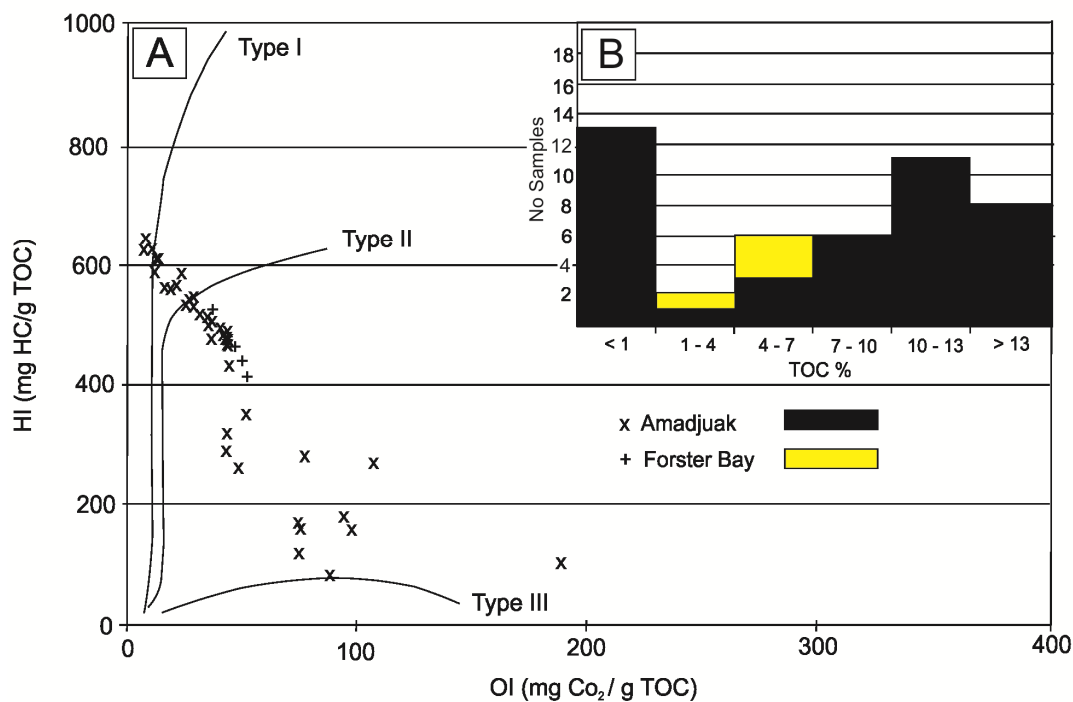 1000
A
Type I
B
18
16
14
12
10
8
6
4
2
No Samples
< 1
1 - 4
4 - 7
7 - 10
10 - 13
> 13
TOC %
800
Type II
600
HI (mg HC/g TOC)
400
x Amadjuak
+ Forster Bay
200
Type III
0
0
100
200
300
400
OI (mg Co₂ / g TOC)